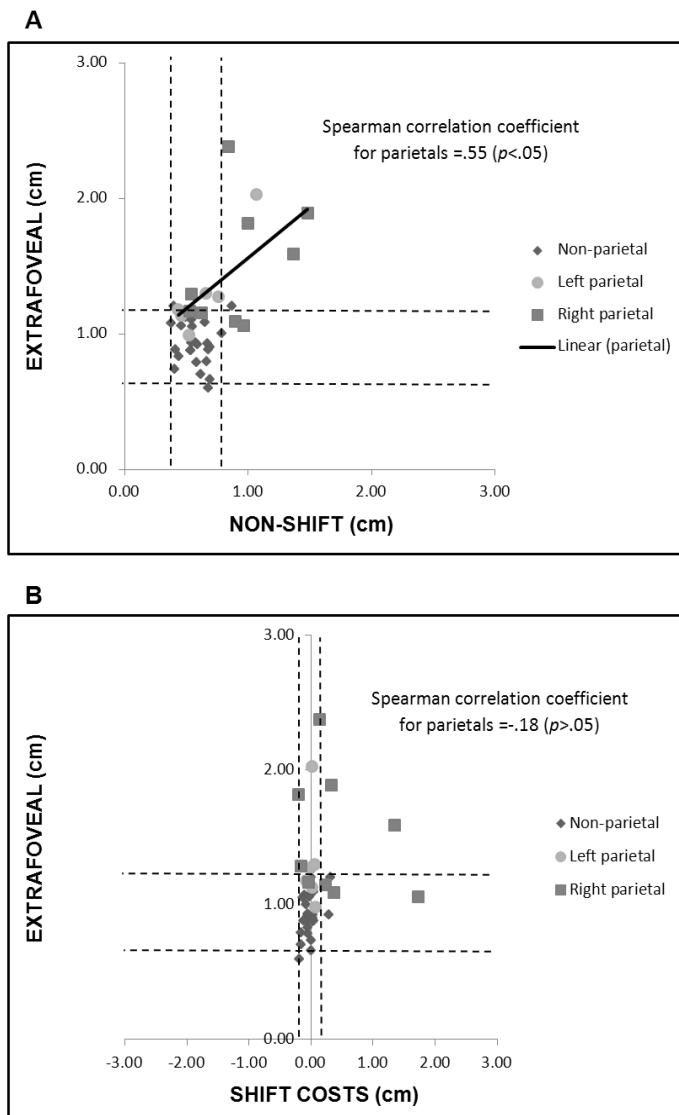 A
3.00
2.00
1.00
0.00
0.00 1.00 2.00 3.00
EXTRAFOVEAL (cm)
NON-SHIFT (cm)
Spearman correlation coefficient
for parietals =.55 (p<.05)
Non-parietal
Left parietal
Right parietal
Linear (parietal)
B
3.00
2.00
1.00
0.00
-3.00 -2.00 -1.00 0.00 1.00 2.00 3.00
EXTRAFOVEAL (cm)
SHIFT COSTS (cm)
Spearman correlation coefficient
for parietals =-.18 (p>.05)
Non-parietal
Left parietal
Right parietal